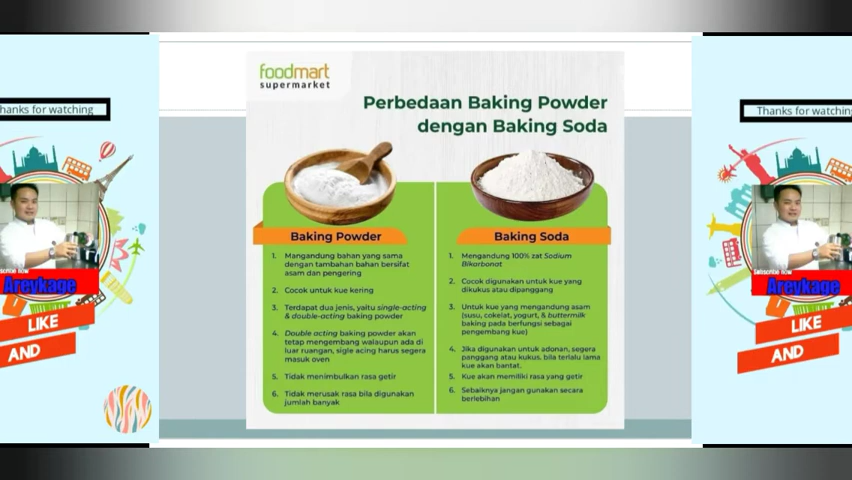 foodmart
supermarket
Perbedaan Baking Powder
dengan Baking Soda
Baking Powder
1. Mangandung bahan yang sama
dengan tambahan bahan bersifat
asam dan pengering
2. Cocok untuk kue kering
3. Terdapat dua jenis, yaitu single-acting
& double-acting baking powder
4. Double acting baking powder akan
tetap mengembang walaupun ada di
luar ruangan, sigle acing harus segera
masuk oven
5. Tidak menimbulkan rasa getir
6. Tidak merusak rasa bila digunakan
jumlah banyak
Baking Soda
1. Mengandung 100% zat Sodium
Bikarbonat
2. Cocok digunakan untuk kue yang
dikukus atau dipanggang
3. Untuk kue yang mengandung asam
(susu, cokelat, yogurt, & buttermilk
baking pada berfungsi sebagai
pengembang kue)
4. Jika digunakan untuk adonan, segera
panggang atau kukus, bila terlalu lama
kue akan bantat.
5. Kue akan memiliki rasa yang getir
6. Sebaiknya jangan gunakan secara
berlebihan
hanks for watching
subscribe now
Areykage
LIKE
AND
Thanks for watching
Subscribe now
Areykage
LIKE
AND